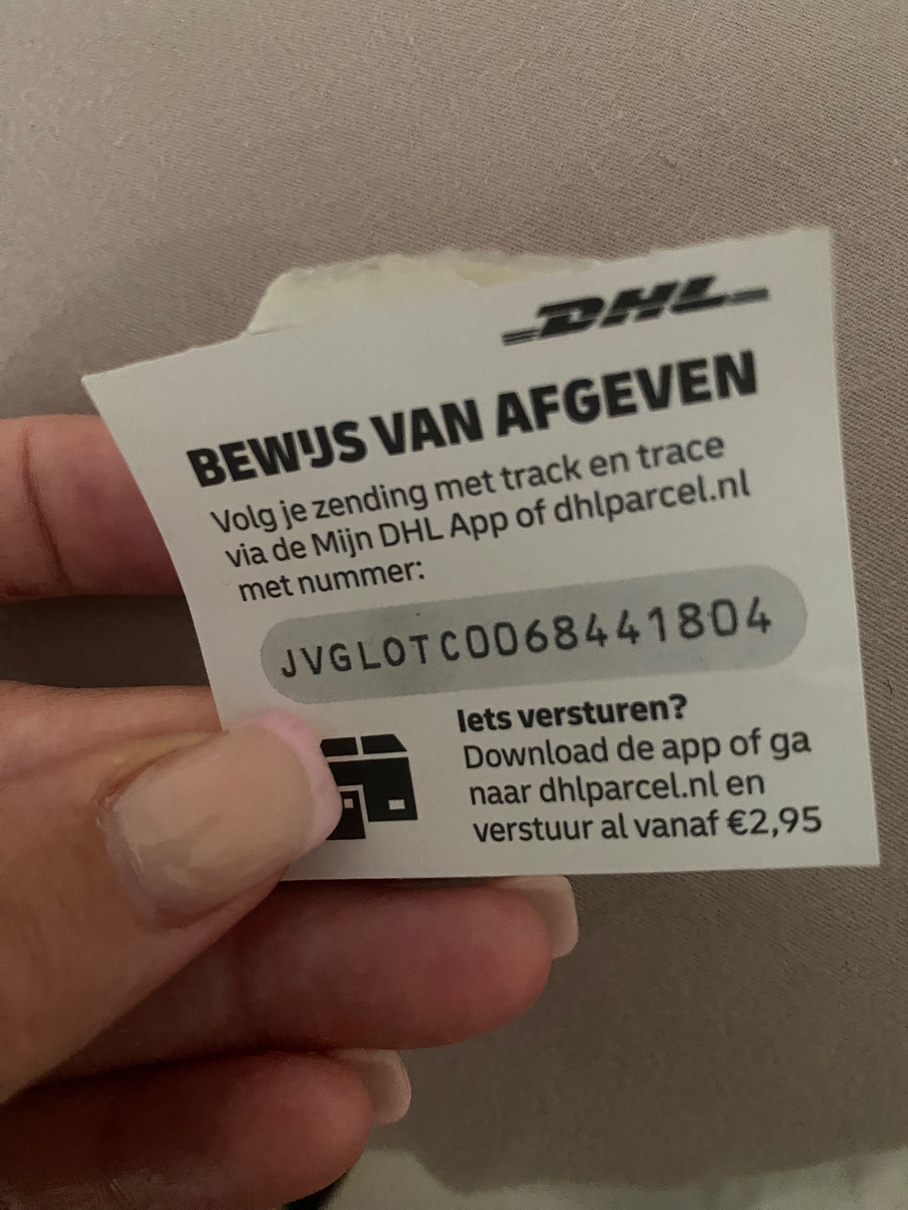 DHL
BEWIJS VAN AFGEVEN
Volg je zending met track en trace
via de Mijn DHL App of dhlparcel.nl
met nummer:
JVGLOTC0068441804
Iets versturen?
Download de app of ga
naar dhlparcel.nl en
verstuur al vanaf €2,95